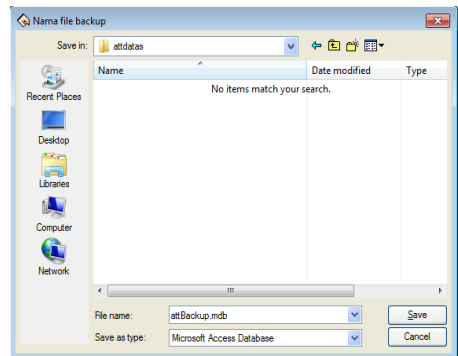 Nama file backup
Save in: attdatas
Name Date modified Type
No items match your search.
Recent Places
Desktop
Libraries
Computer
Network
File name: attBackup.mdb Save
Save as type: Microsoft Access Database Cancel